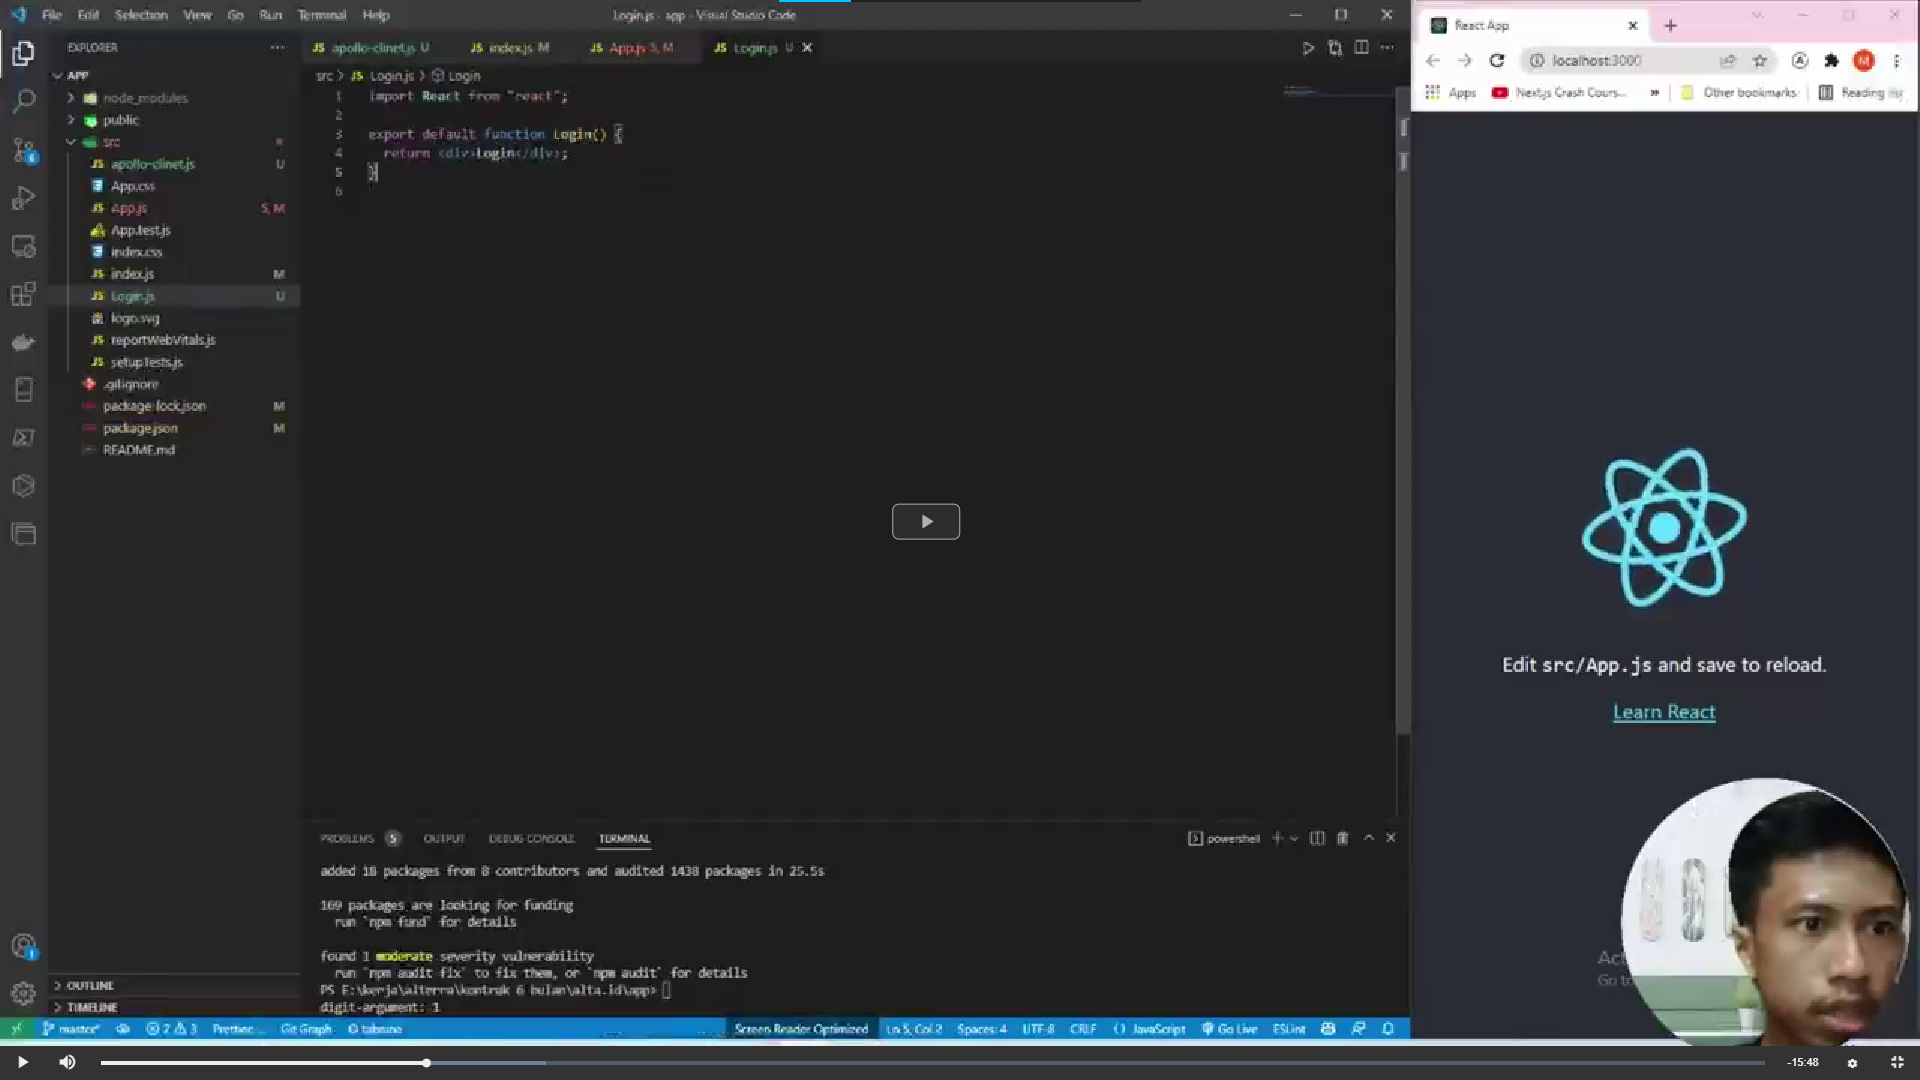 File Edit Selection View Go Run Terminal Help
Login.js - app - Visual Studio Code
EXPLORER
APP
node_modules
public
src
apollo-clinet.js U
App.css
App.js 5, M
App.test.js
index.css
index.js M
Login.js U
logo.svg
reportWebVitals.js
setupTests.js
.gitignore
package-lock.json M
package.json M
README.md
OUTLINE
TIMELINE
JS apollo-clinet.js U JS index.js M JS App.js 5, M JS Login.js U
src > JS Login.js > Login
1 import React from "react";
2
3 export default function Login() {
4 return <div>Login</div>;
5 }
6
PROBLEMS 5 OUTPUT DEBUG CONSOLE TERMINAL
powershell
added 18 packages from 8 contributors and audited 1438 packages in 25.5s
169 packages are looking for funding
run `npm fund` for details
found 1 moderate severity vulnerability
run `npm audit fix` to fix them, or `npm audit` for details
PS E:\kerja\alterra\kontrak 6 bulan\alta.id\app>
digit-argument: 1
master* 2 3 Prettier Git Graph tabnine
Screen Reader Optimized Ln 5, Col 2 Spaces: 4 UTF-8 CRLF JavaScript Go Live ESLint
React App
localhost:3000
Apps Next.js Crash Cours... » Other bookmarks Reading
Edit src/App.js and save to reload.
Learn React
Go to
-15:48